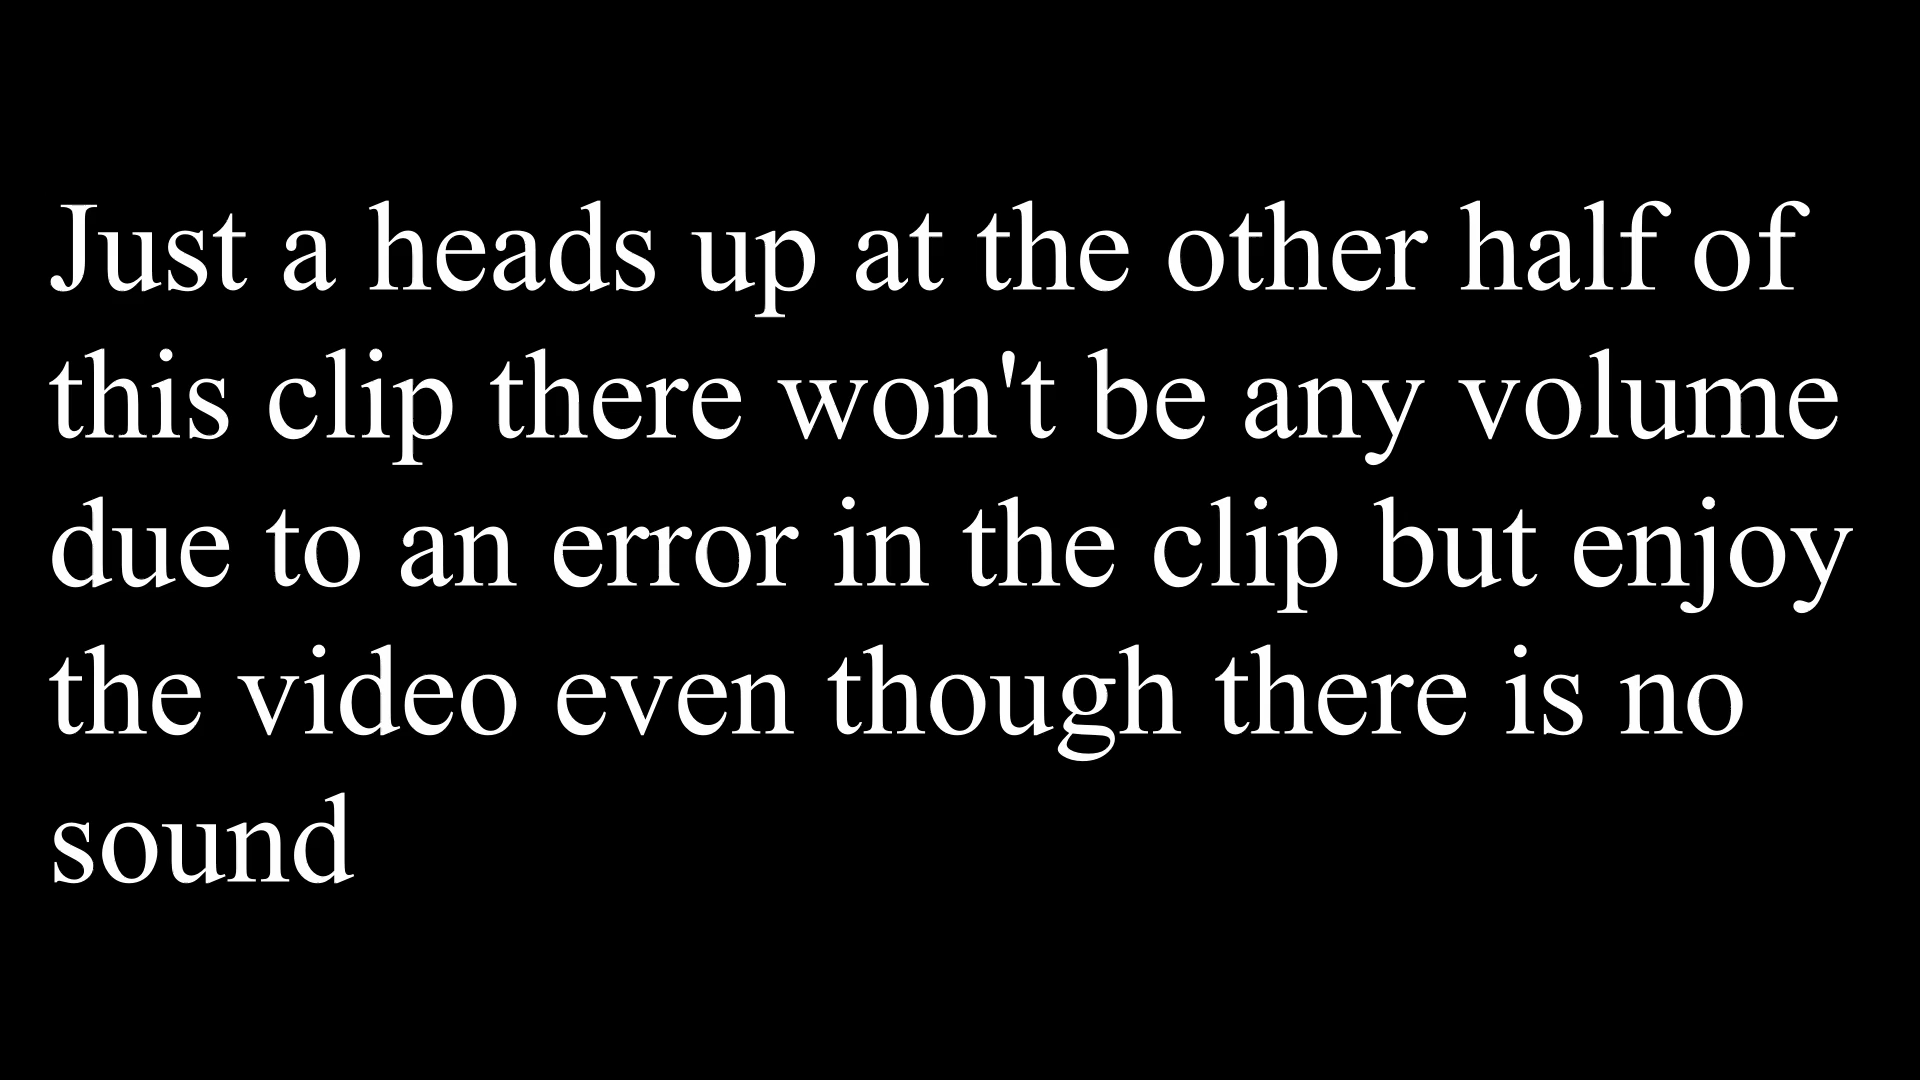 Just a heads up at the other half of
this clip there won't be any volume
due to an error in the clip but enjoy
the video even though there is no
sound